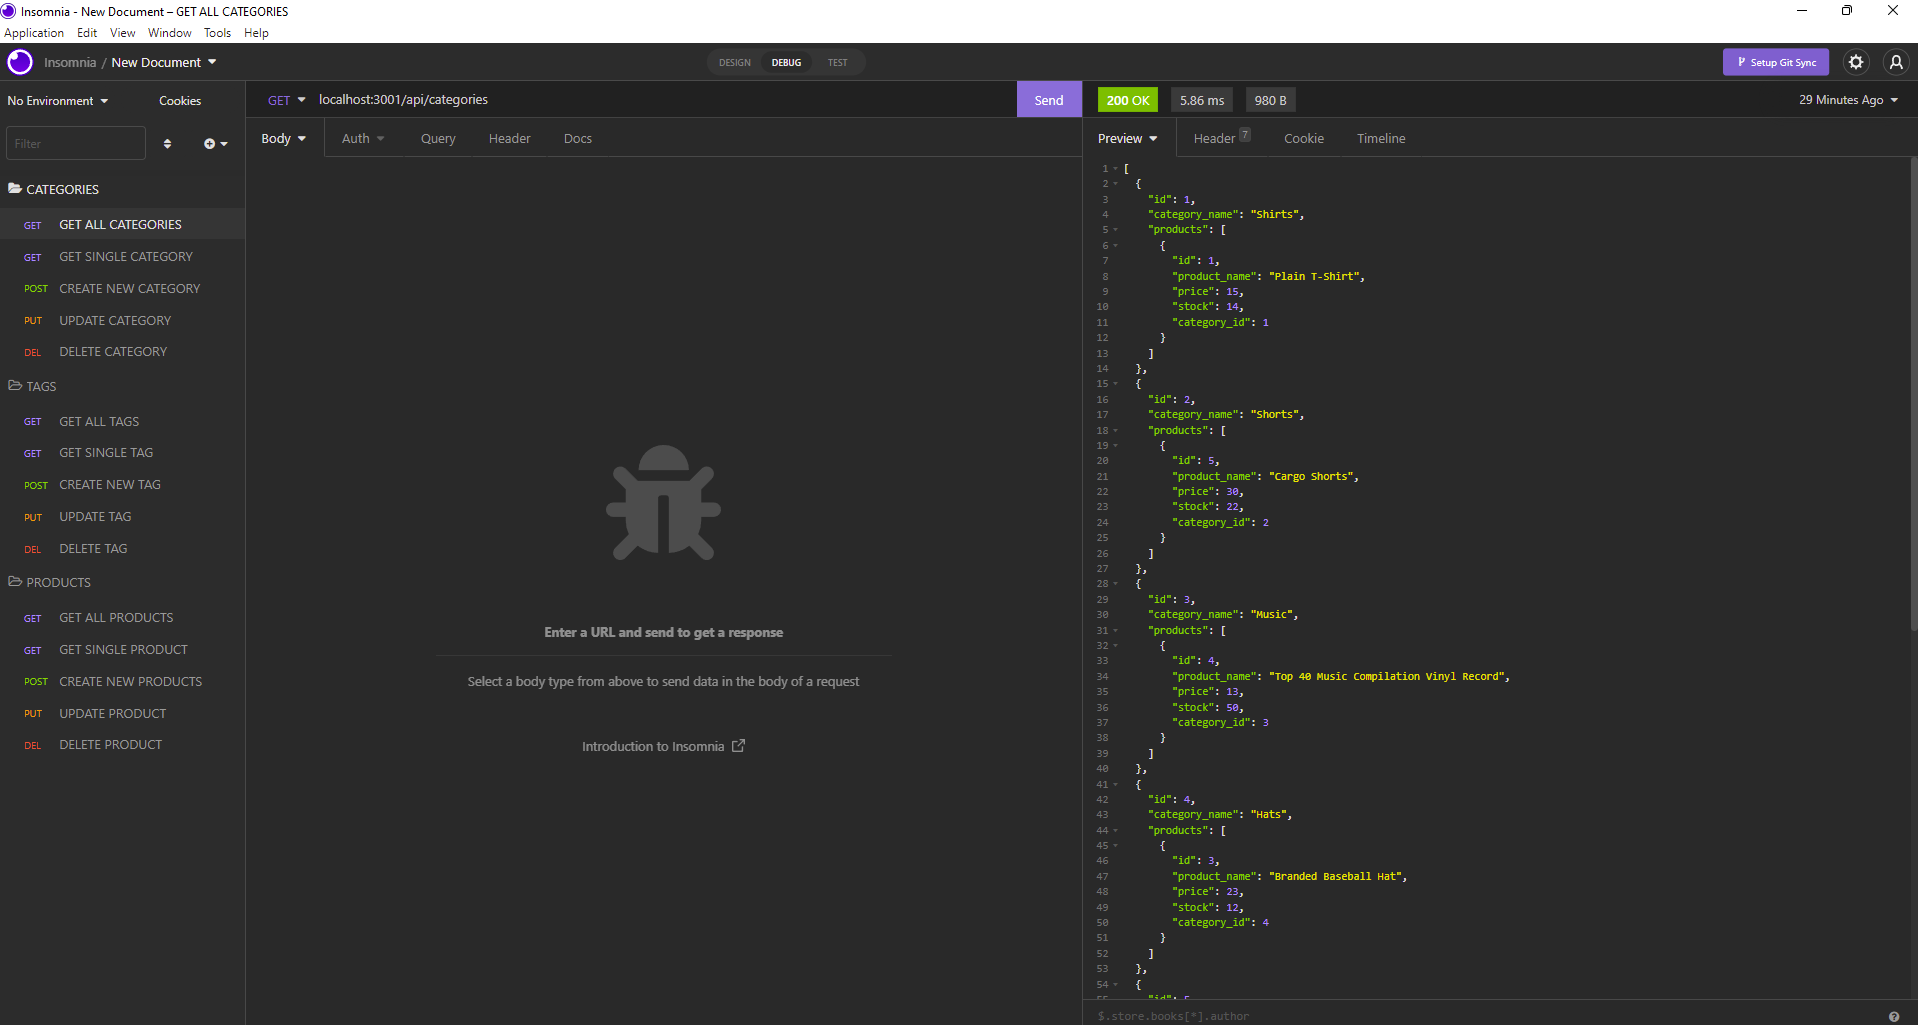 Insomnia - New Document – GET ALL CATEGORIES
Application Edit View Window Tools Help
Insomnia / New Document
DESIGN DEBUG TEST
Setup Git Sync
No Environment Cookies
GET localhost:3001/api/categories Send
200 OK 5.86 ms 980 B 29 Minutes Ago
Filter
Body Auth Query Header Docs
Preview Header 7 Cookie Timeline
CATEGORIES
GET GET ALL CATEGORIES
GET GET SINGLE CATEGORY
POST CREATE NEW CATEGORY
PUT UPDATE CATEGORY
DEL DELETE CATEGORY
TAGS
GET GET ALL TAGS
GET GET SINGLE TAG
POST CREATE NEW TAG
PUT UPDATE TAG
DEL DELETE TAG
PRODUCTS
GET GET ALL PRODUCTS
GET GET SINGLE PRODUCT
POST CREATE NEW PRODUCTS
PUT UPDATE PRODUCT
DEL DELETE PRODUCT
Enter a URL and send to get a response
Select a body type from above to send data in the body of a request
Introduction to Insomnia
1 [
2 {
3 "id": 1,
4 "category_name": "Shirts",
5 "products": [
6 {
7 "id": 1,
8 "product_name": "Plain T-Shirt",
9 "price": 15,
10 "stock": 14,
11 "category_id": 1
12 }
13 ]
14 },
15 {
16 "id": 2,
17 "category_name": "Shorts",
18 "products": [
19 {
20 "id": 5,
21 "product_name": "Cargo Shorts",
22 "price": 30,
23 "stock": 22,
24 "category_id": 2
25 }
26 ]
27 },
28 {
29 "id": 3,
30 "category_name": "Music",
31 "products": [
32 {
33 "id": 4,
34 "product_name": "Top 40 Music Compilation Vinyl Record",
35 "price": 13,
36 "stock": 50,
37 "category_id": 3
38 }
39 ]
40 },
41 {
42 "id": 4,
43 "category_name": "Hats",
44 "products": [
45 {
46 "id": 3,
47 "product_name": "Branded Baseball Hat",
48 "price": 23,
49 "stock": 12,
50 "category_id": 4
51 }
52 ]
53 },
54 {
55 "id": 5
$.store.books[*].author